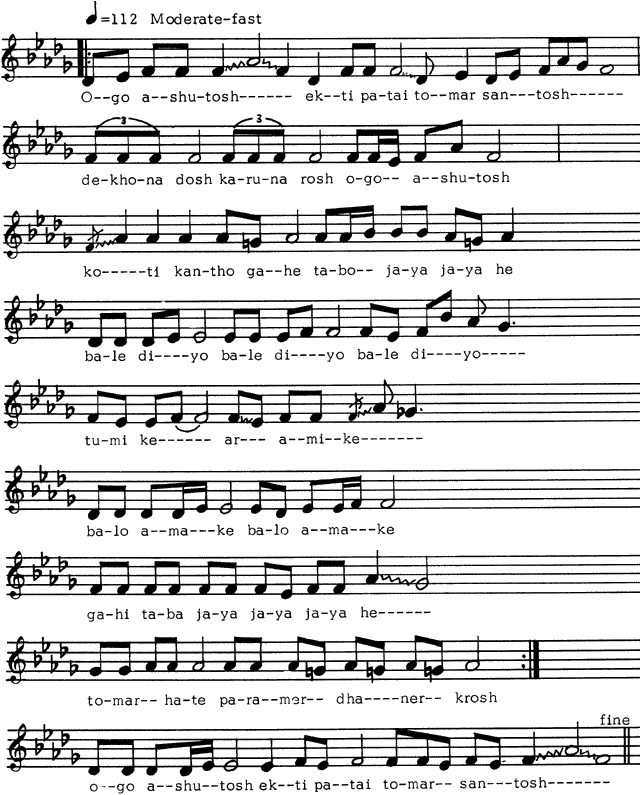 =112 Moderate-fast
O--go a--shu-tosh------ ek--ti pa-tai to--mar san--tosh------
3 3
de-kho-na dosh ka-ru-na rosh o-go-- a--shu-tosh
ko-----ti kan-tho ga--he ta-bo-- ja-ya ja-ya he
ba-le di----yo ba-le di----yo ba-le di---yo-----
tu-mi ke------ ar--- a--mi-ke-------
ba-lo a--ma---ke ba-lo a--ma---ke
ga-hi ta-ba ja-ya ja-ya ja-ya he------
to-mar-- ha-te pa-ra--mer-- dha----ner-- krosh
fine
o--go a--shu--tosh ek--ti pa--tai to-mar-- san---tosh-------